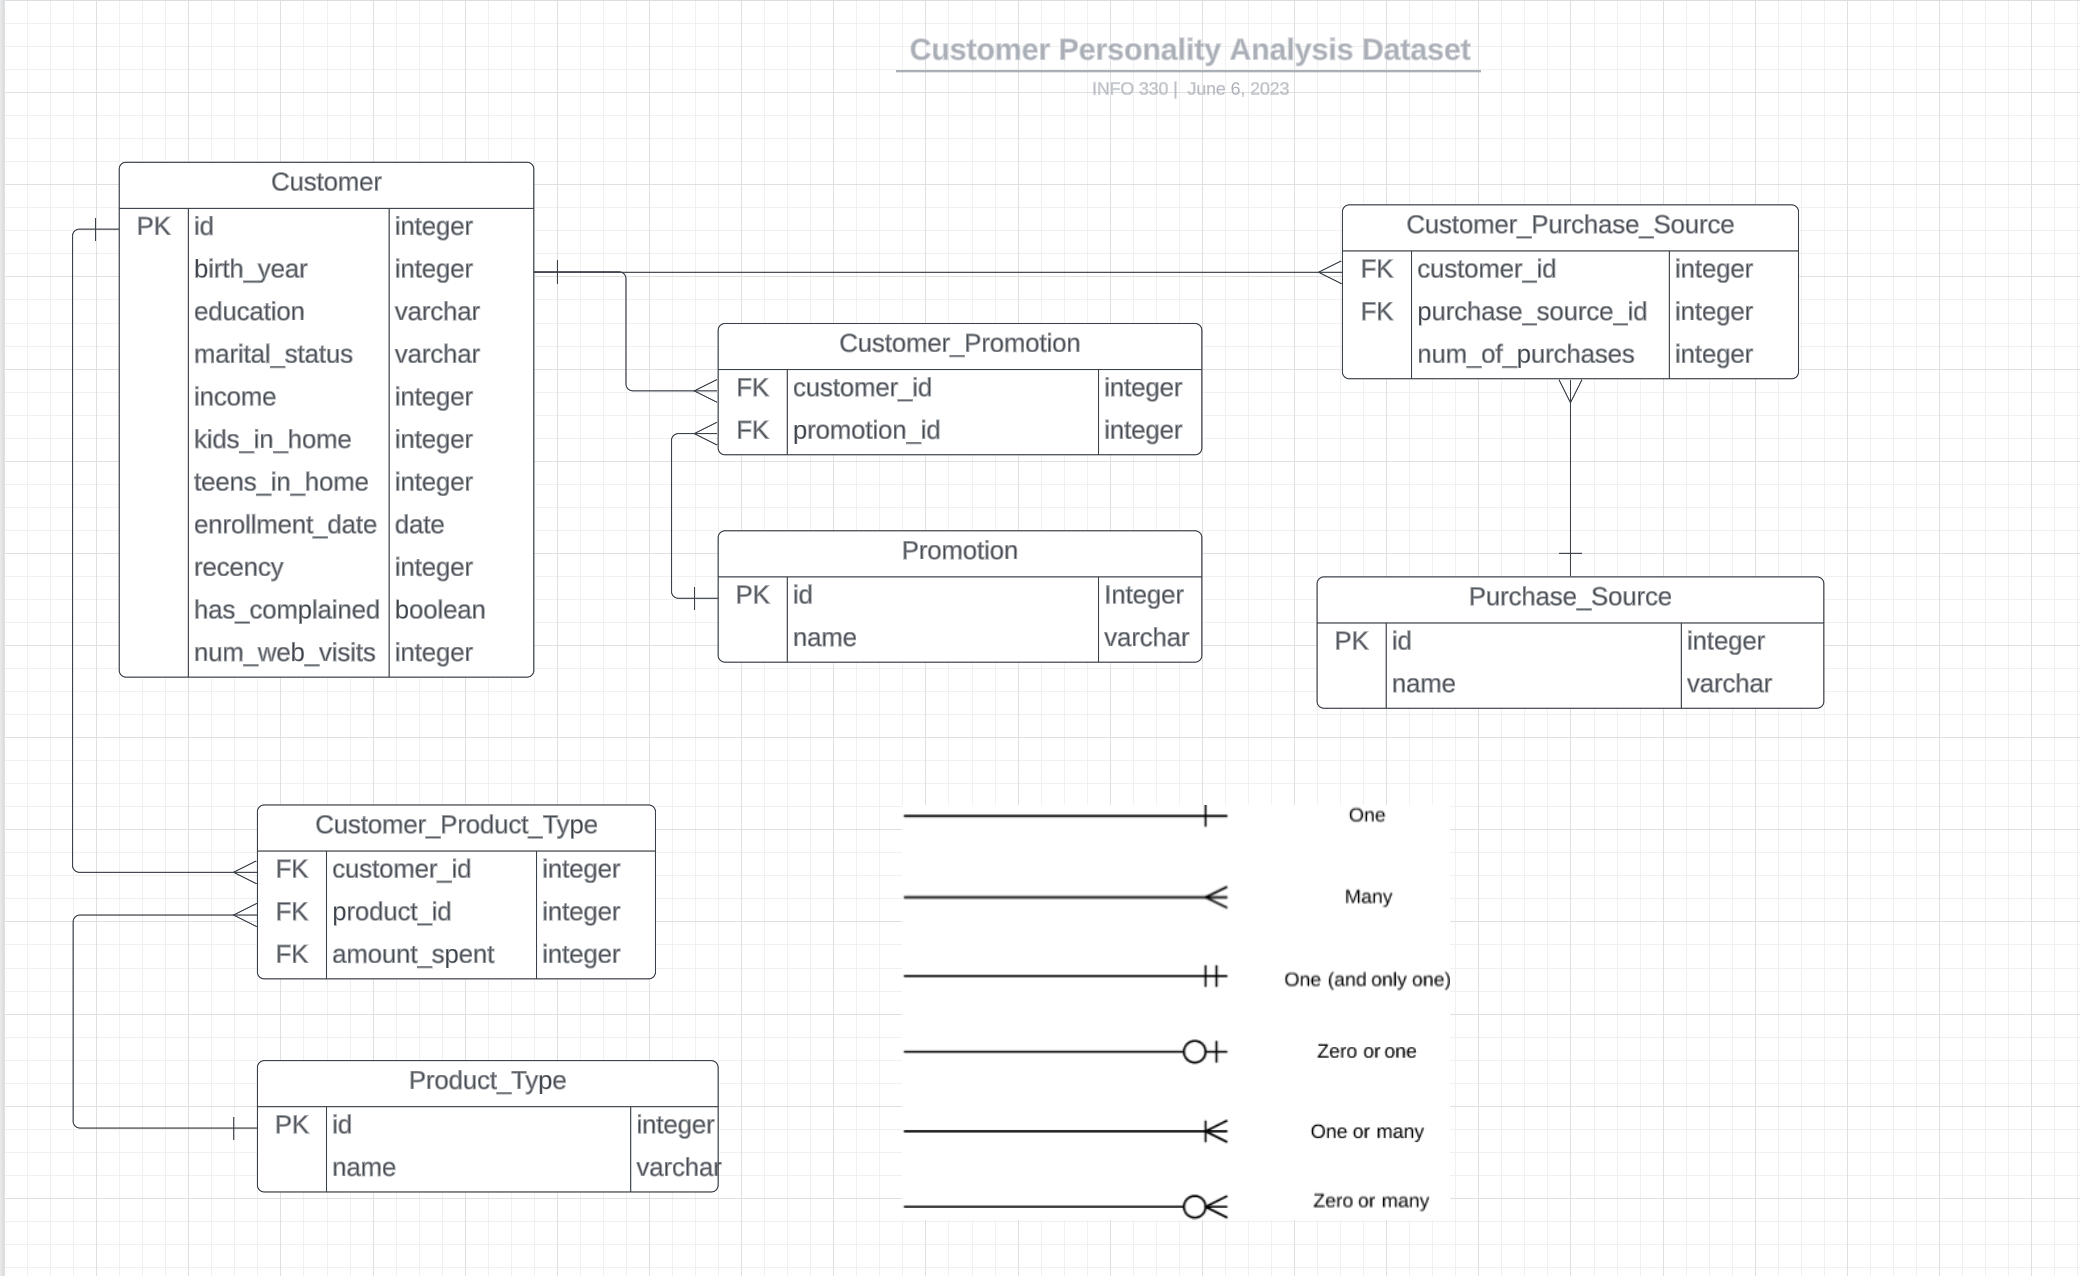 Customer Personality Analysis Dataset
INFO 330 | June 6, 2023
Customer
PK id integer
birth_year integer
education varchar
marital_status varchar
income integer
kids_in_home integer
teens_in_home integer
enrollment_date date
recency integer
has_complained boolean
num_web_visits integer
Customer_Promotion
FK customer_id integer
FK promotion_id integer
Promotion
PK id Integer
name varchar
Customer_Purchase_Source
FK customer_id integer
FK purchase_source_id integer
num_of_purchases integer
Purchase_Source
PK id integer
name varchar
Customer_Product_Type
FK customer_id integer
FK product_id integer
FK amount_spent integer
Product_Type
PK id integer
name varchar
One
Many
One (and only one)
Zero or one
One or many
Zero or many